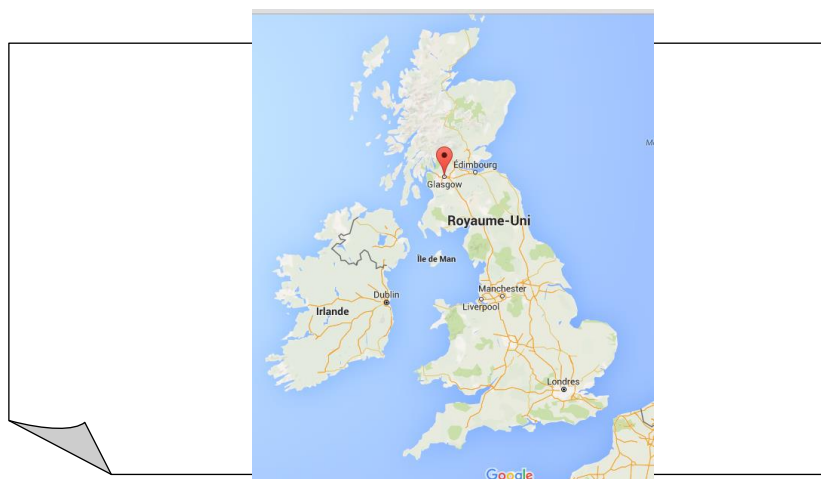 Édimbourg
Glasgow
Royaume-Uni
Île de Man
Manchester
Dublin
Liverpool
Irlande
Londres
Google